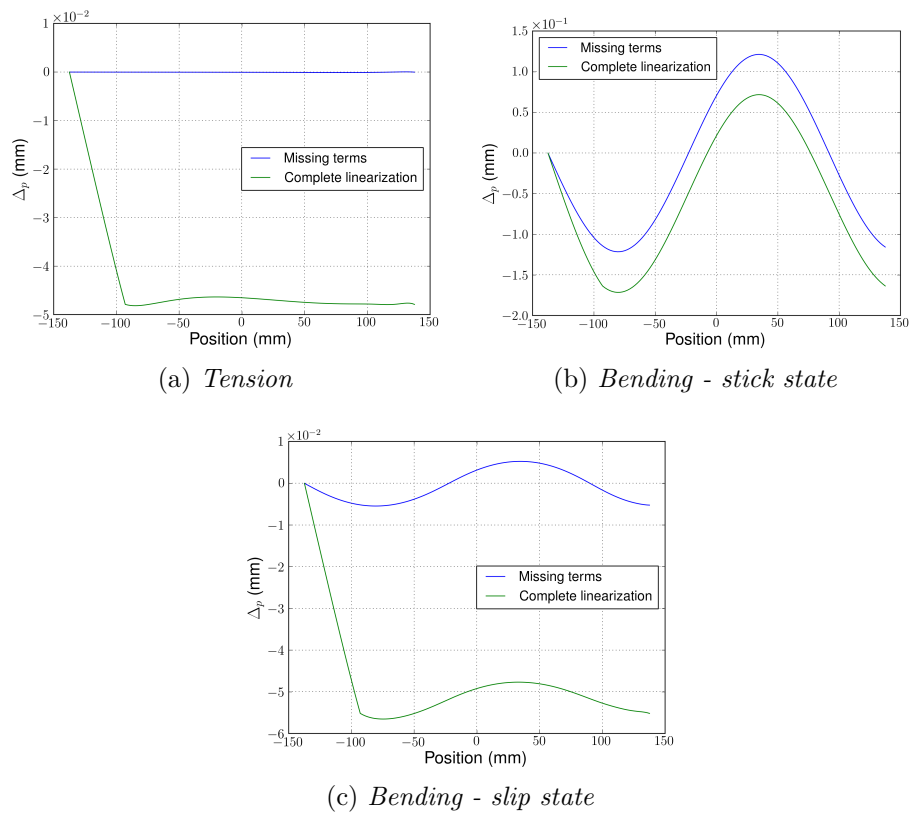 ×10⁻²
1
0
−1
−2
−3
−4
−5
Δₚ (mm)
Missing terms
Complete linearization
−150 −100 −50 0 50 100 150
Position (mm)
(a) Tension
×10⁻¹
1.5
1.0
0.5
0.0
−0.5
−1.0
−1.5
−2.0
Δₚ (mm)
Missing terms
Complete linearization
−150 −100 −50 0 50 100 150
Position (mm)
(b) Bending - stick state
×10⁻²
1
0
−1
−2
−3
−4
−5
−6
Δₚ (mm)
Missing terms
Complete linearization
−150 −100 −50 0 50 100 150
Position (mm)
(c) Bending - slip state